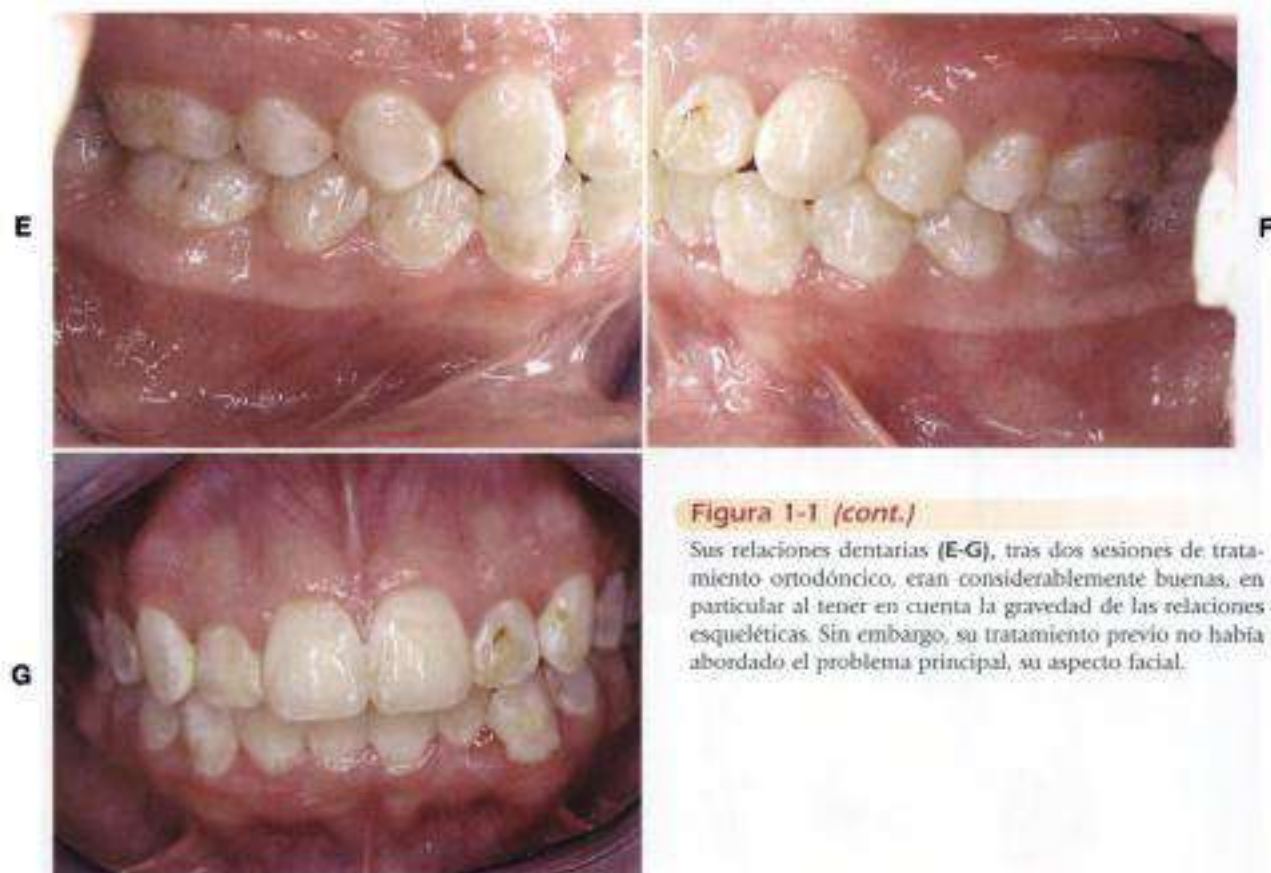 E
F
G
Figura 1-1 (cont.)
Sus relaciones dentarias (E-G), tras dos sesiones de trata-
miento ortodóncico, eran considerablemente buenas, en
particular al tener en cuenta la gravedad de las relaciones
esqueléticas. Sin embargo, su tratamiento previo no había
abordado el problema principal, su aspecto facial.